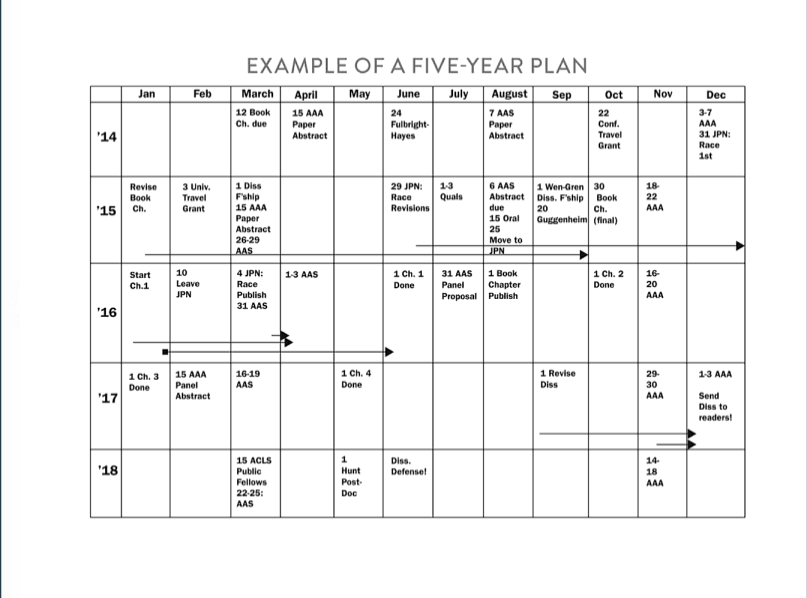 EXAMPLE OF A FIVE-YEAR PLAN
Jan Feb March April May June July August Sep Oct Nov Dec
'14
12 Book
Ch. due
15 AAA
Paper
Abstract
24
Fulbright-
Hayes
7 AAS
Paper
Abstract
22
Conf.
Travel
Grant
3-7
AAA
31 JPN:
Race
1st
'15
Revise
Book
Ch.
3 Univ.
Travel
Grant
1 Diss
F'ship
15 AAA
Paper
Abstract
26-29
AAS
29 JPN:
Race
Revisions
1-3
Quals
6 AAS
Abstract
due
15 Oral
25
Move to
JPN
1 Wen-Gren
Diss. F'ship
20
Guggenheim
30
Book
Ch.
(final)
18-
22
AAA
'16
Start
Ch.1
10
Leave
JPN
4 JPN:
Race
Publish
31 AAS
1-3 AAS
1 Ch. 1
Done
31 AAS
Panel
Proposal
1 Book
Chapter
Publish
1 Ch. 2
Done
16-
20
AAA
'17
1 Ch. 3
Done
15 AAA
Panel
Abstract
16-19
AAS
1 Ch. 4
Done
1 Revise
Diss
29-
30
AAA
1-3 AAA
Send
Diss to
readers!
'18
15 ACLS
Public
Fellows
22-25:
AAS
1
Hunt
Post-
Doc
Diss.
Defense!
14-
18
AAA